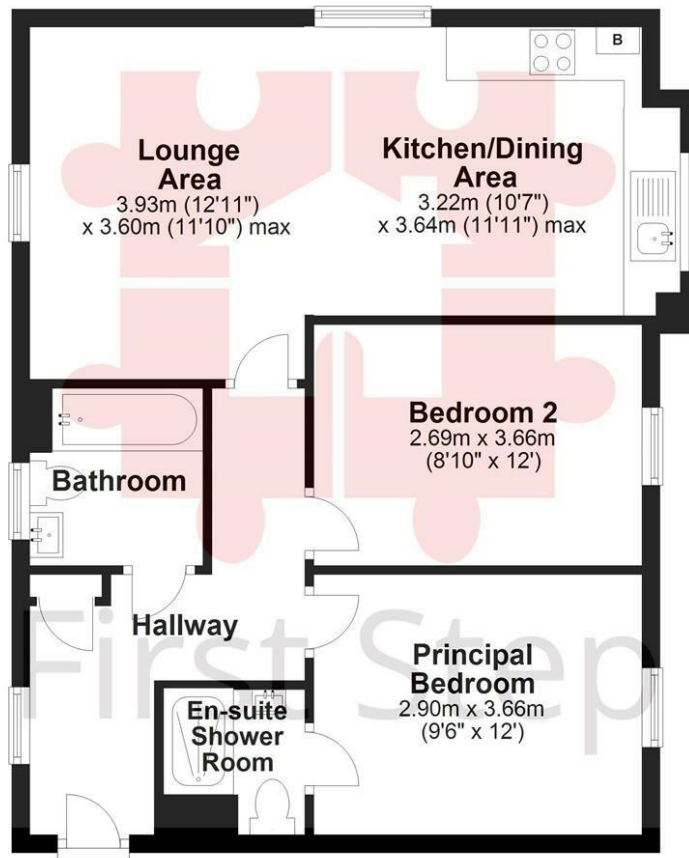 B
Lounge
Area
3.93m (12'11")
x 3.60m (11'10") max
Kitchen/Dining
Area
3.22m (10'7")
x 3.64m (11'11") max
Bedroom 2
2.69m x 3.66m
(8'10" x 12')
Bathroom
Hallway
First Step
Principal
Bedroom
2.90m x 3.66m
(9'6" x 12')
En-suite
Shower
Room